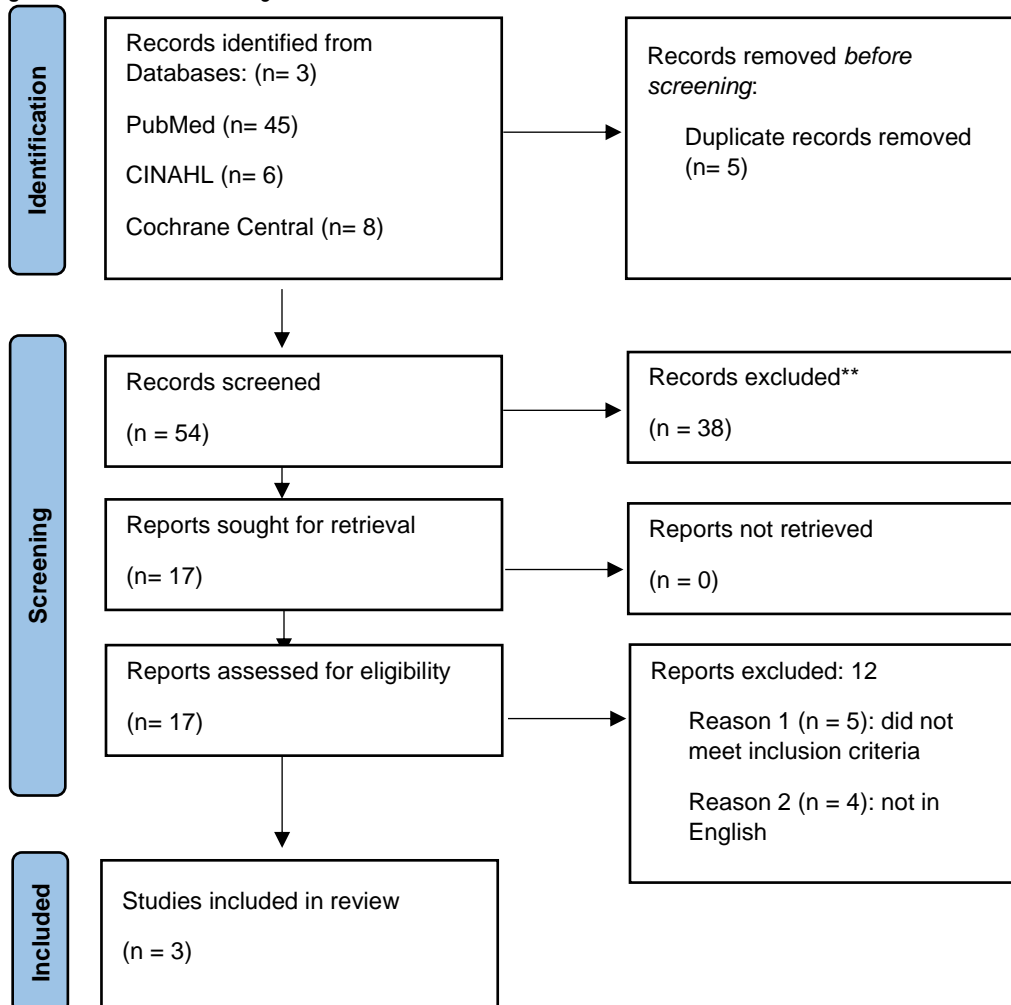 Identification
Records identified from
Databases: (n= 3)
PubMed (n= 45)
CINAHL (n= 6)
Cochrane Central (n= 8)
Records removed before
screening:
Duplicate records removed
(n= 5)
Screening
Records screened
(n = 54)
Records excluded**
(n = 38)
Reports sought for retrieval
(n= 17)
Reports not retrieved
(n = 0)
Reports assessed for eligibility
(n= 17)
Reports excluded: 12
Reason 1 (n = 5): did not
meet inclusion criteria
Reason 2 (n = 4): not in
English
Included
Studies included in review
(n = 3)